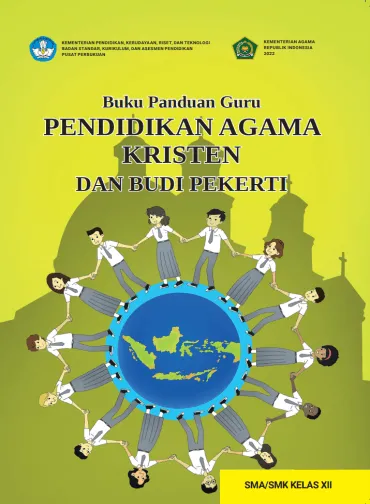 KEMENTERIAN PENDIDIKAN, KEBUDAYAAN, RISET, DAN TEKNOLOGI
BADAN STANDAR, KURIKULUM, DAN ASESMEN PENDIDIKAN
PUSAT PERBUKUAN
KEMENTERIAN AGAMA
REPUBLIK INDONESIA
2022
Buku Panduan Guru
PENDIDIKAN AGAMA
KRISTEN
DAN BUDI PEKERTI
SMA/SMK KELAS XII